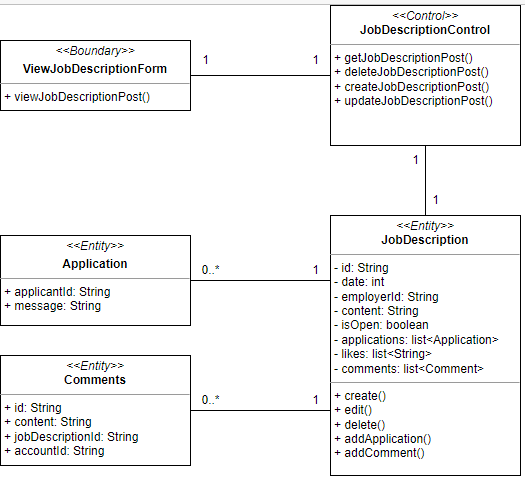 <<Control>>
JobDescriptionControl
+ getJobDescriptionPost()
+ deleteJobDescriptionPost()
+ createJobDescriptionPost()
+ updateJobDescriptionPost()
<<Boundary>>
ViewJobDescriptionForm
+ viewJobDescriptionPost()
1
1
1
1
<<Entity>>
JobDescription
- id: String
- date: int
- employerId: String
- content: String
- isOpen: boolean
- applications: list<Application>
- likes: list<String>
- comments: list<Comment>
+ create()
+ edit()
+ delete()
+ addApplication()
+ addComment()
<<Entity>>
Application
+ applicantId: String
+ message: String
0..*
1
<<Entity>>
Comments
+ id: String
+ content: String
+ jobDescriptionId: String
+ accountId: String
0..*
1